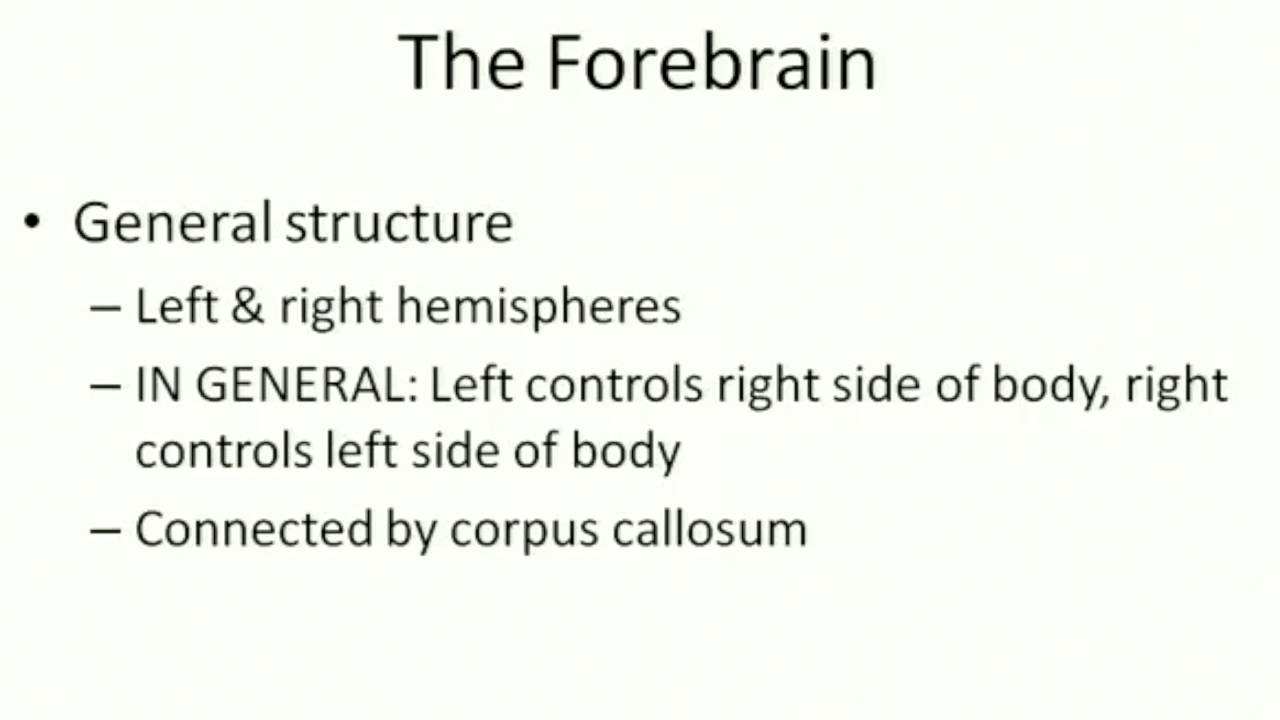 The Forebrain
• General structure
– Left & right hemispheres
– IN GENERAL: Left controls right side of body, right
controls left side of body
– Connected by corpus callosum